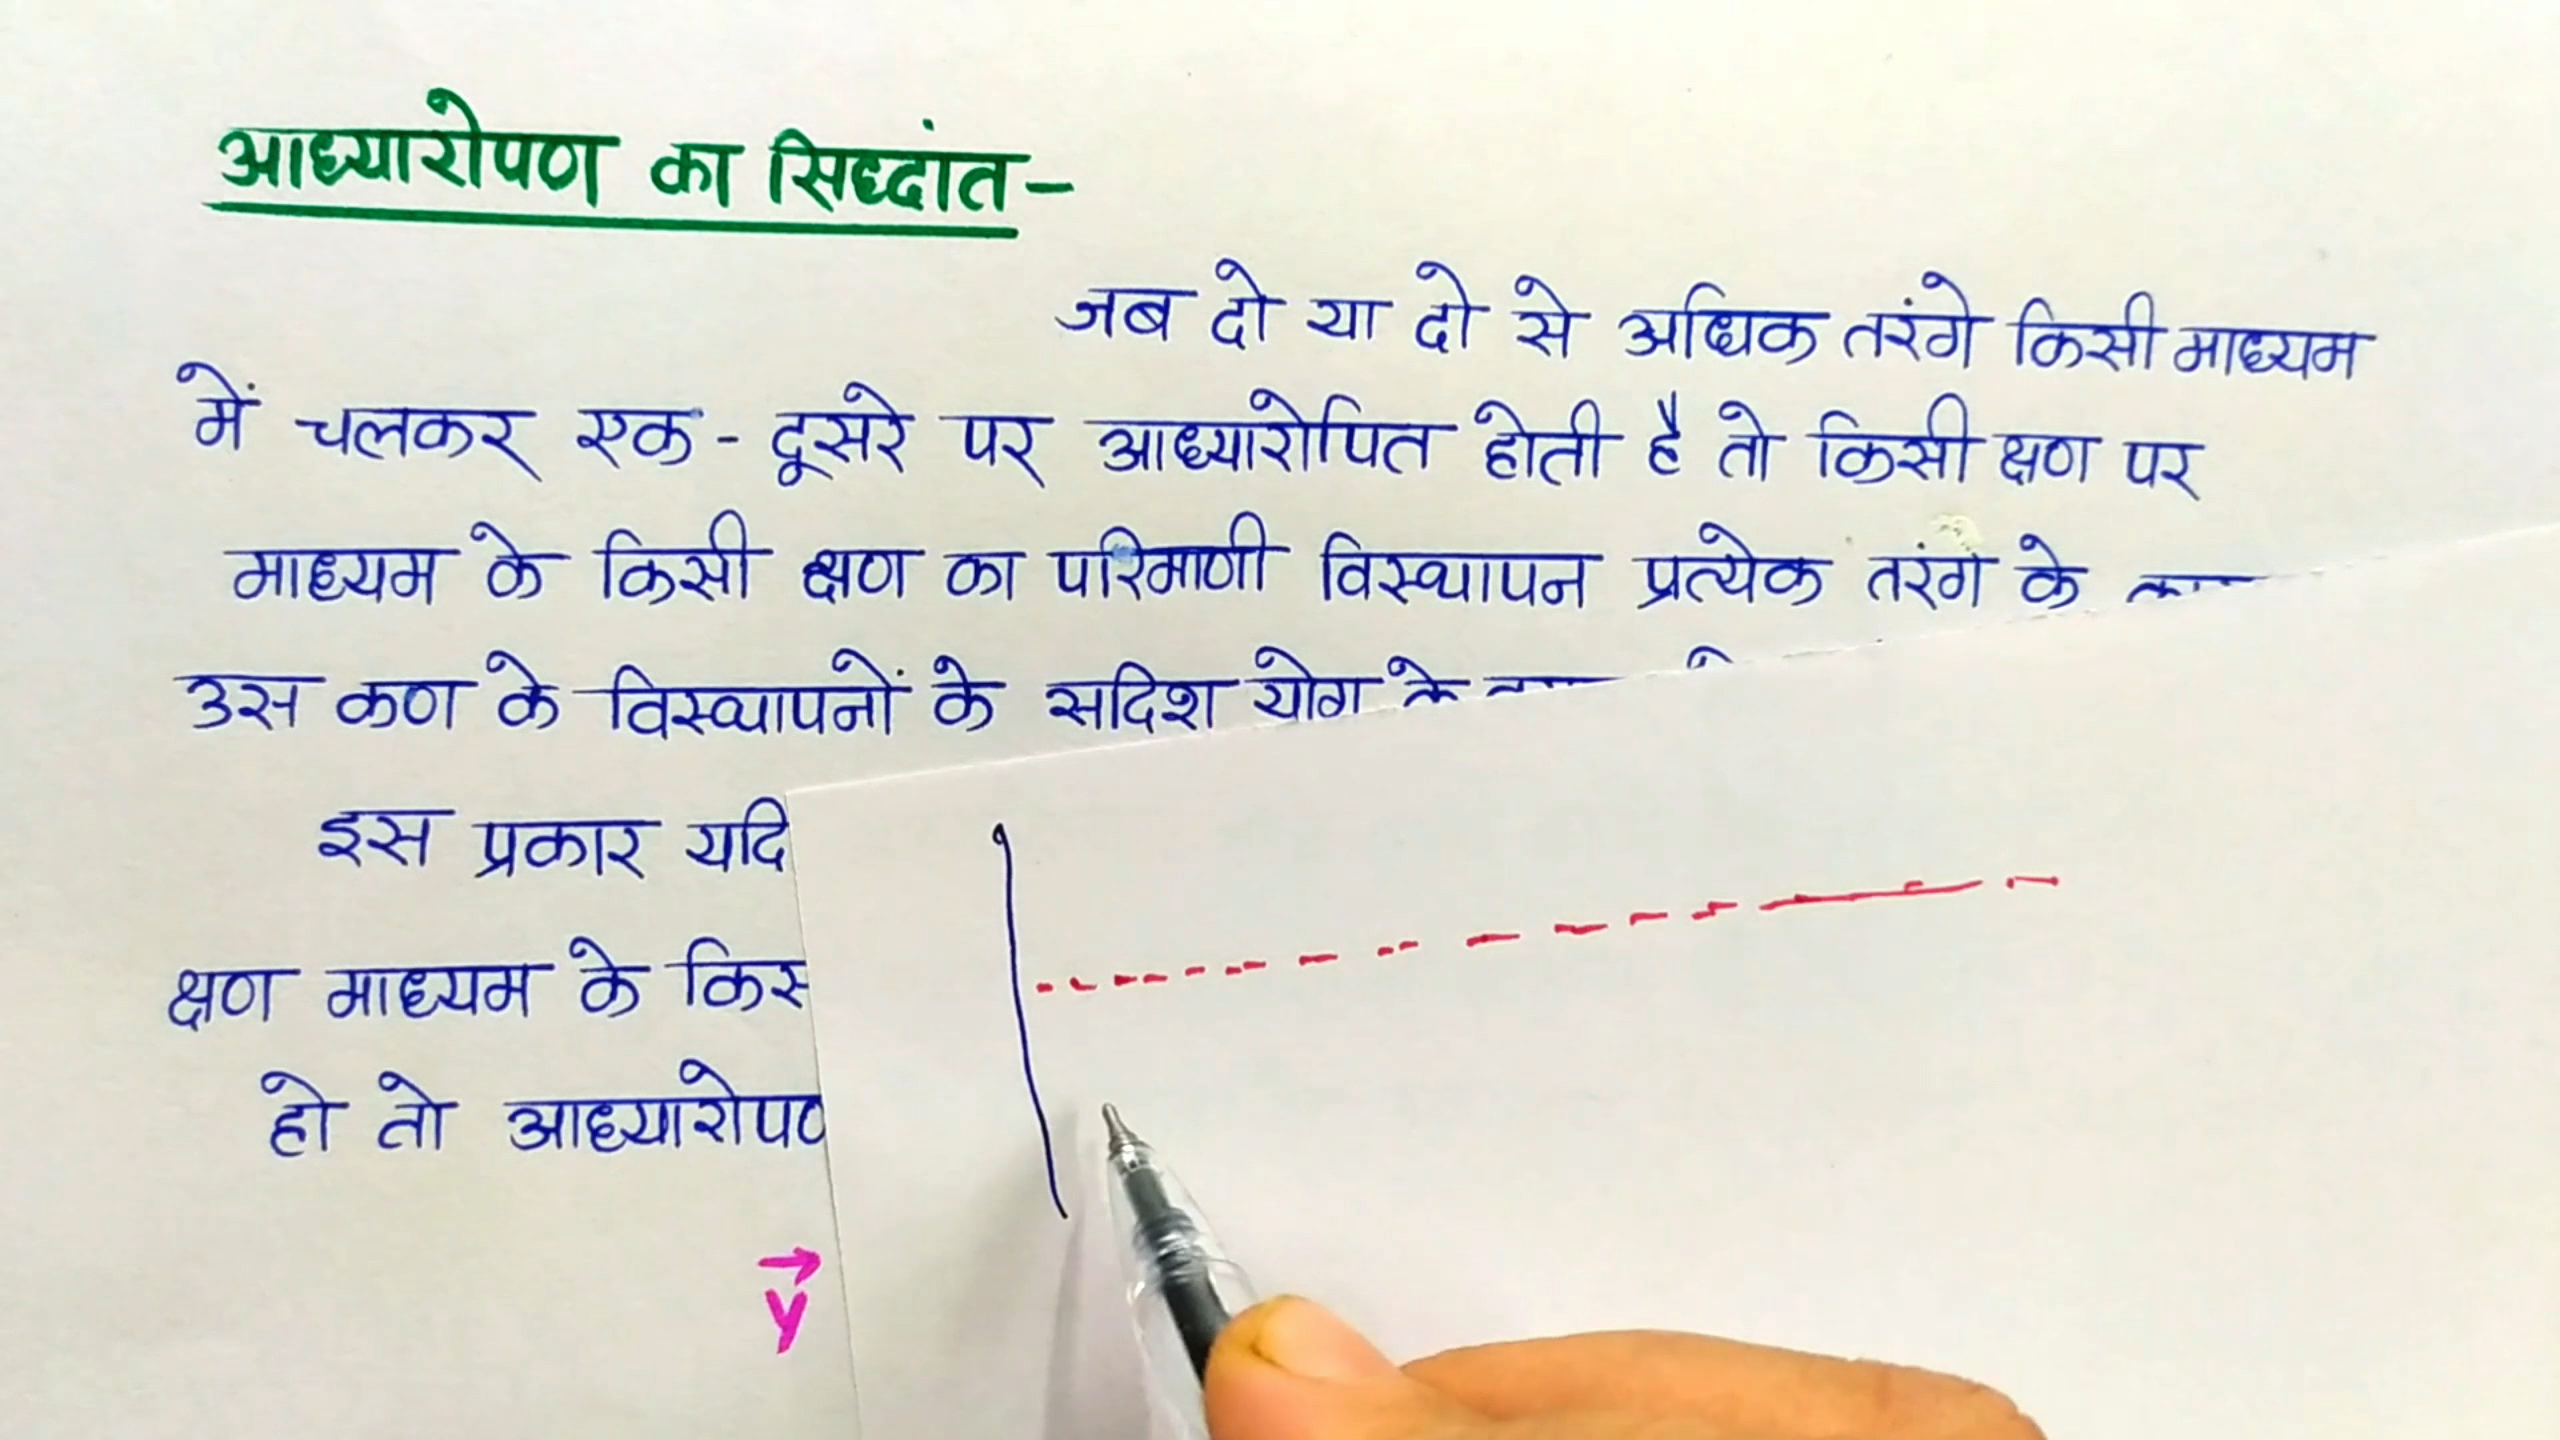 आध्यारोपण का सिद्धांत-
जब दो या दो से अधिक तरंगे किसी माध्यम
में चलकर एक-दूसरे पर आध्यारोपित होती है तो किसी क्षण पर
माध्यम के किसी क्षण का परिमाणी विस्थापन प्रत्येक तरंग के
उस कण के विस्थापनों के सदिश योग के
इस प्रकार यदि
क्षण माध्यम के
हो तो
y⃗